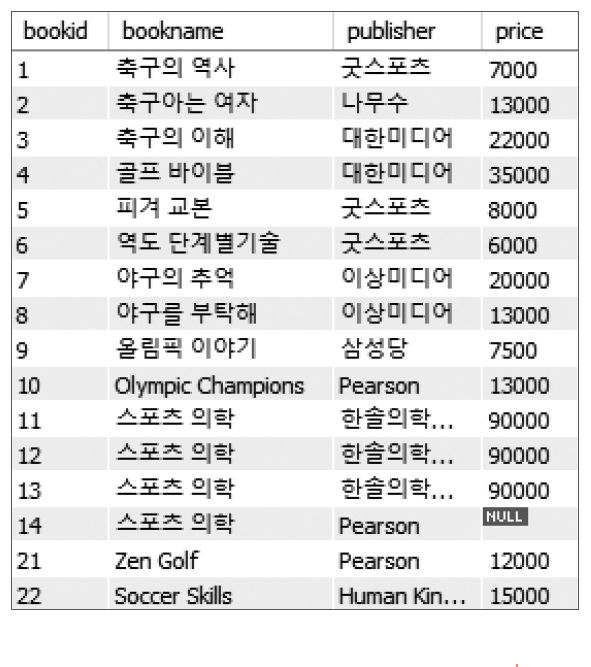 bookid bookname publisher price
1 축구의 역사 굿스포츠 7000
2 축구아는 여자 나무수 13000
3 축구의 이해 대한미디어 22000
4 골프 바이블 대한미디어 35000
5 피겨 교본 굿스포츠 8000
6 역도 단계별기술 굿스포츠 6000
7 야구의 추억 이상미디어 20000
8 야구를 부탁해 이상미디어 13000
9 올림픽 이야기 삼성당 7500
10 Olympic Champions Pearson 13000
11 스포츠 의학 한솔의학... 90000
12 스포츠 의학 한솔의학... 90000
13 스포츠 의학 한솔의학... 90000
14 스포츠 의학 Pearson NULL
21 Zen Golf Pearson 12000
22 Soccer Skills Human Kin... 15000